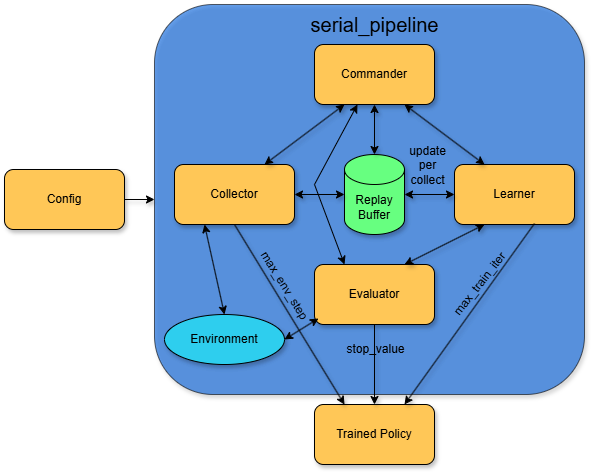 serial_pipeline
Commander
update
per
collect
Config
Collector
Replay
Buffer
Learner
max_env_step
max_train_iter
Evaluator
Environment
stop_value
Trained Policy